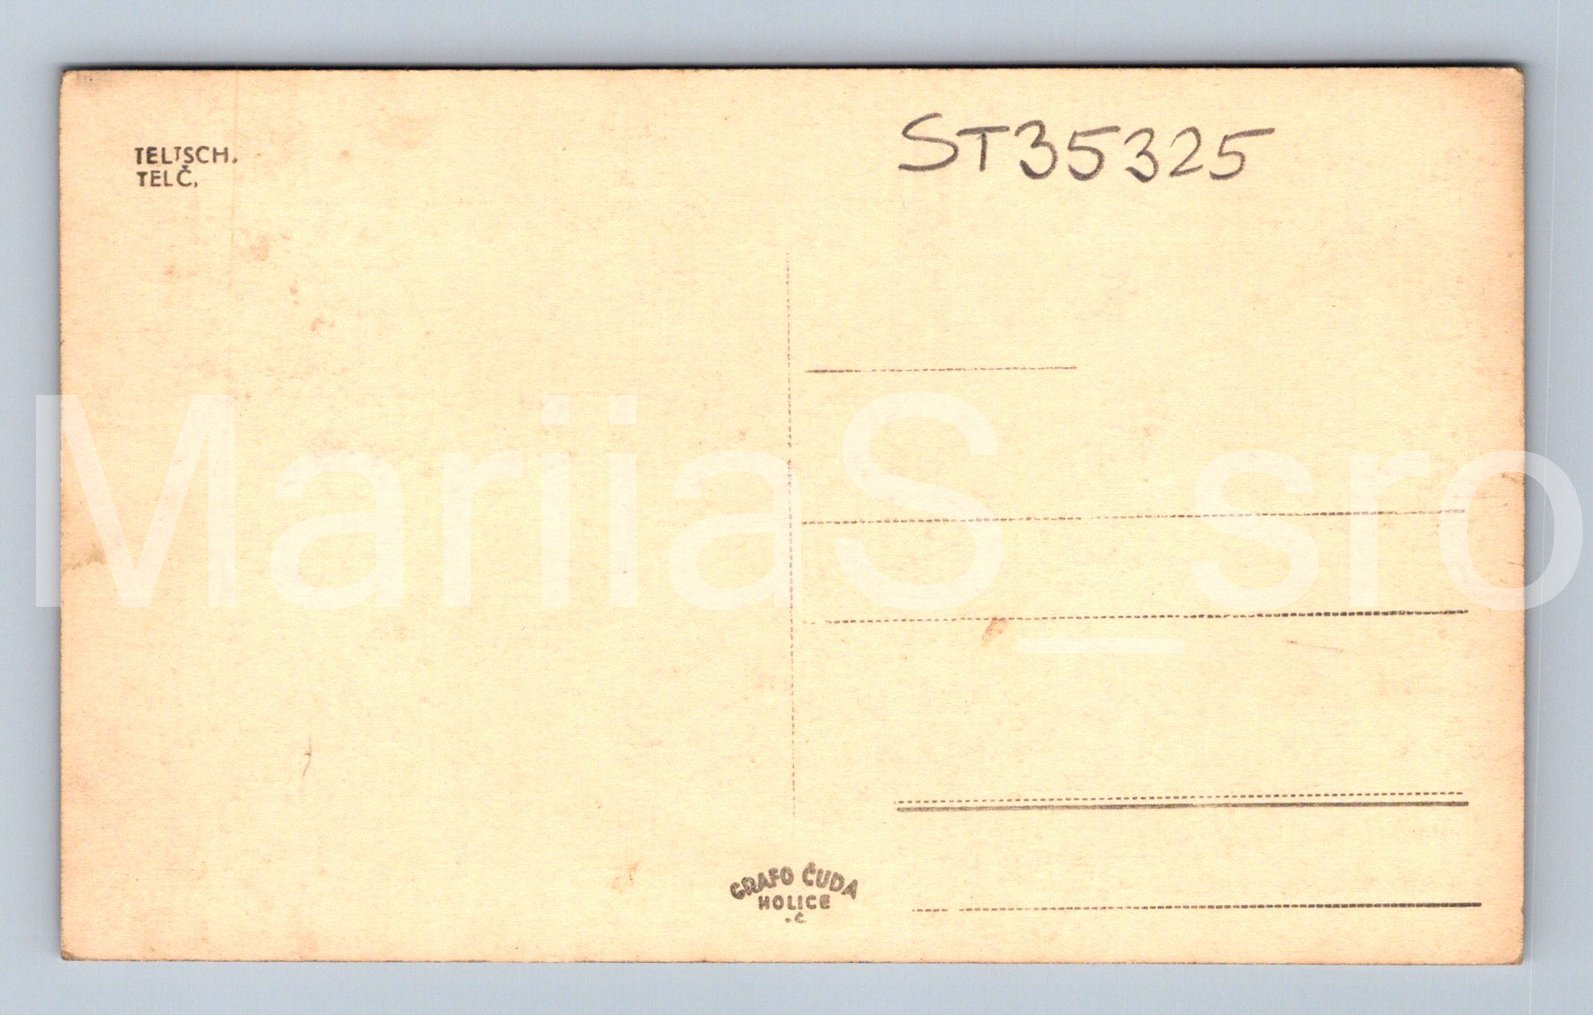 TELTSCH.
TELČ.
ST35325
MariiaS_sro
GRAFO ČUDA
HOLICE
.č